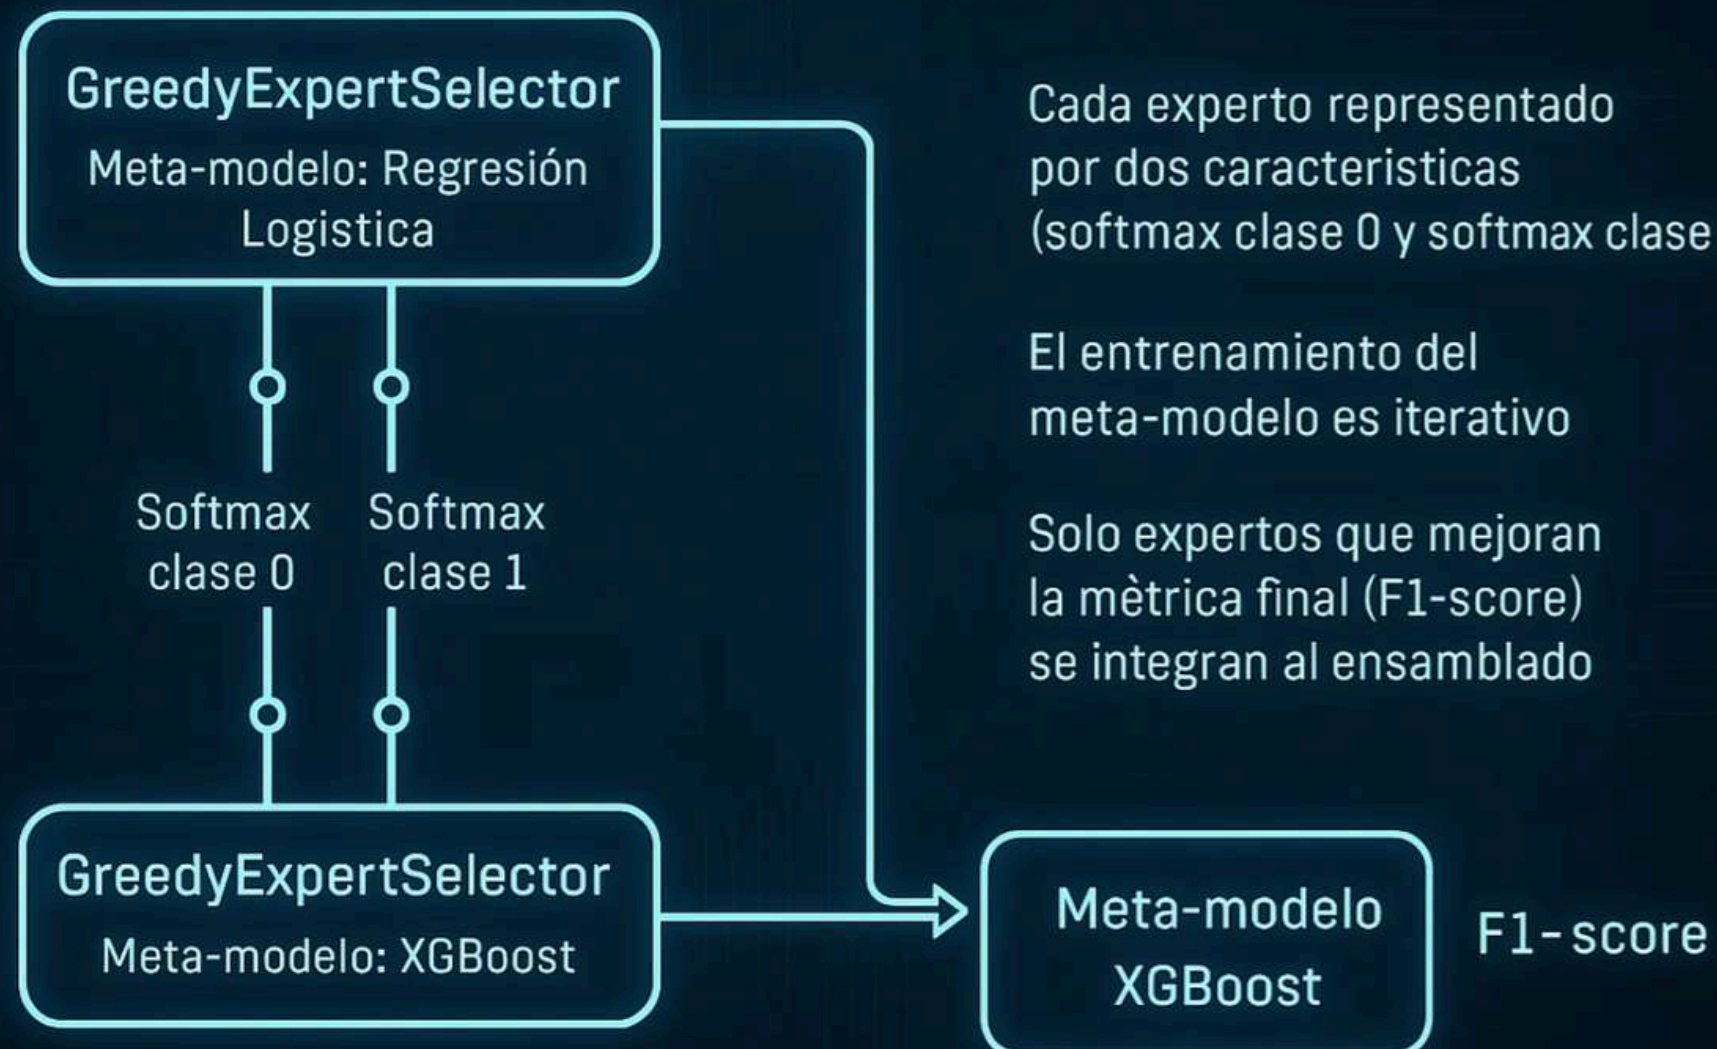 GreedyExpertSelector
Meta-modelo: Regresión
Logistica
Softmax
clase 0
Softmax
clase 1
GreedyExpertSelector
Meta-modelo: XGBoost
Cada experto representado
por dos caracteristicas
(softmax clase 0 y softmax clase
El entrenamiento del
meta-modelo es iterativo
Solo expertos que mejoran
la mètrica final (F1-score)
se integran al ensamblado
Meta-modelo
XGBoost
F1-score